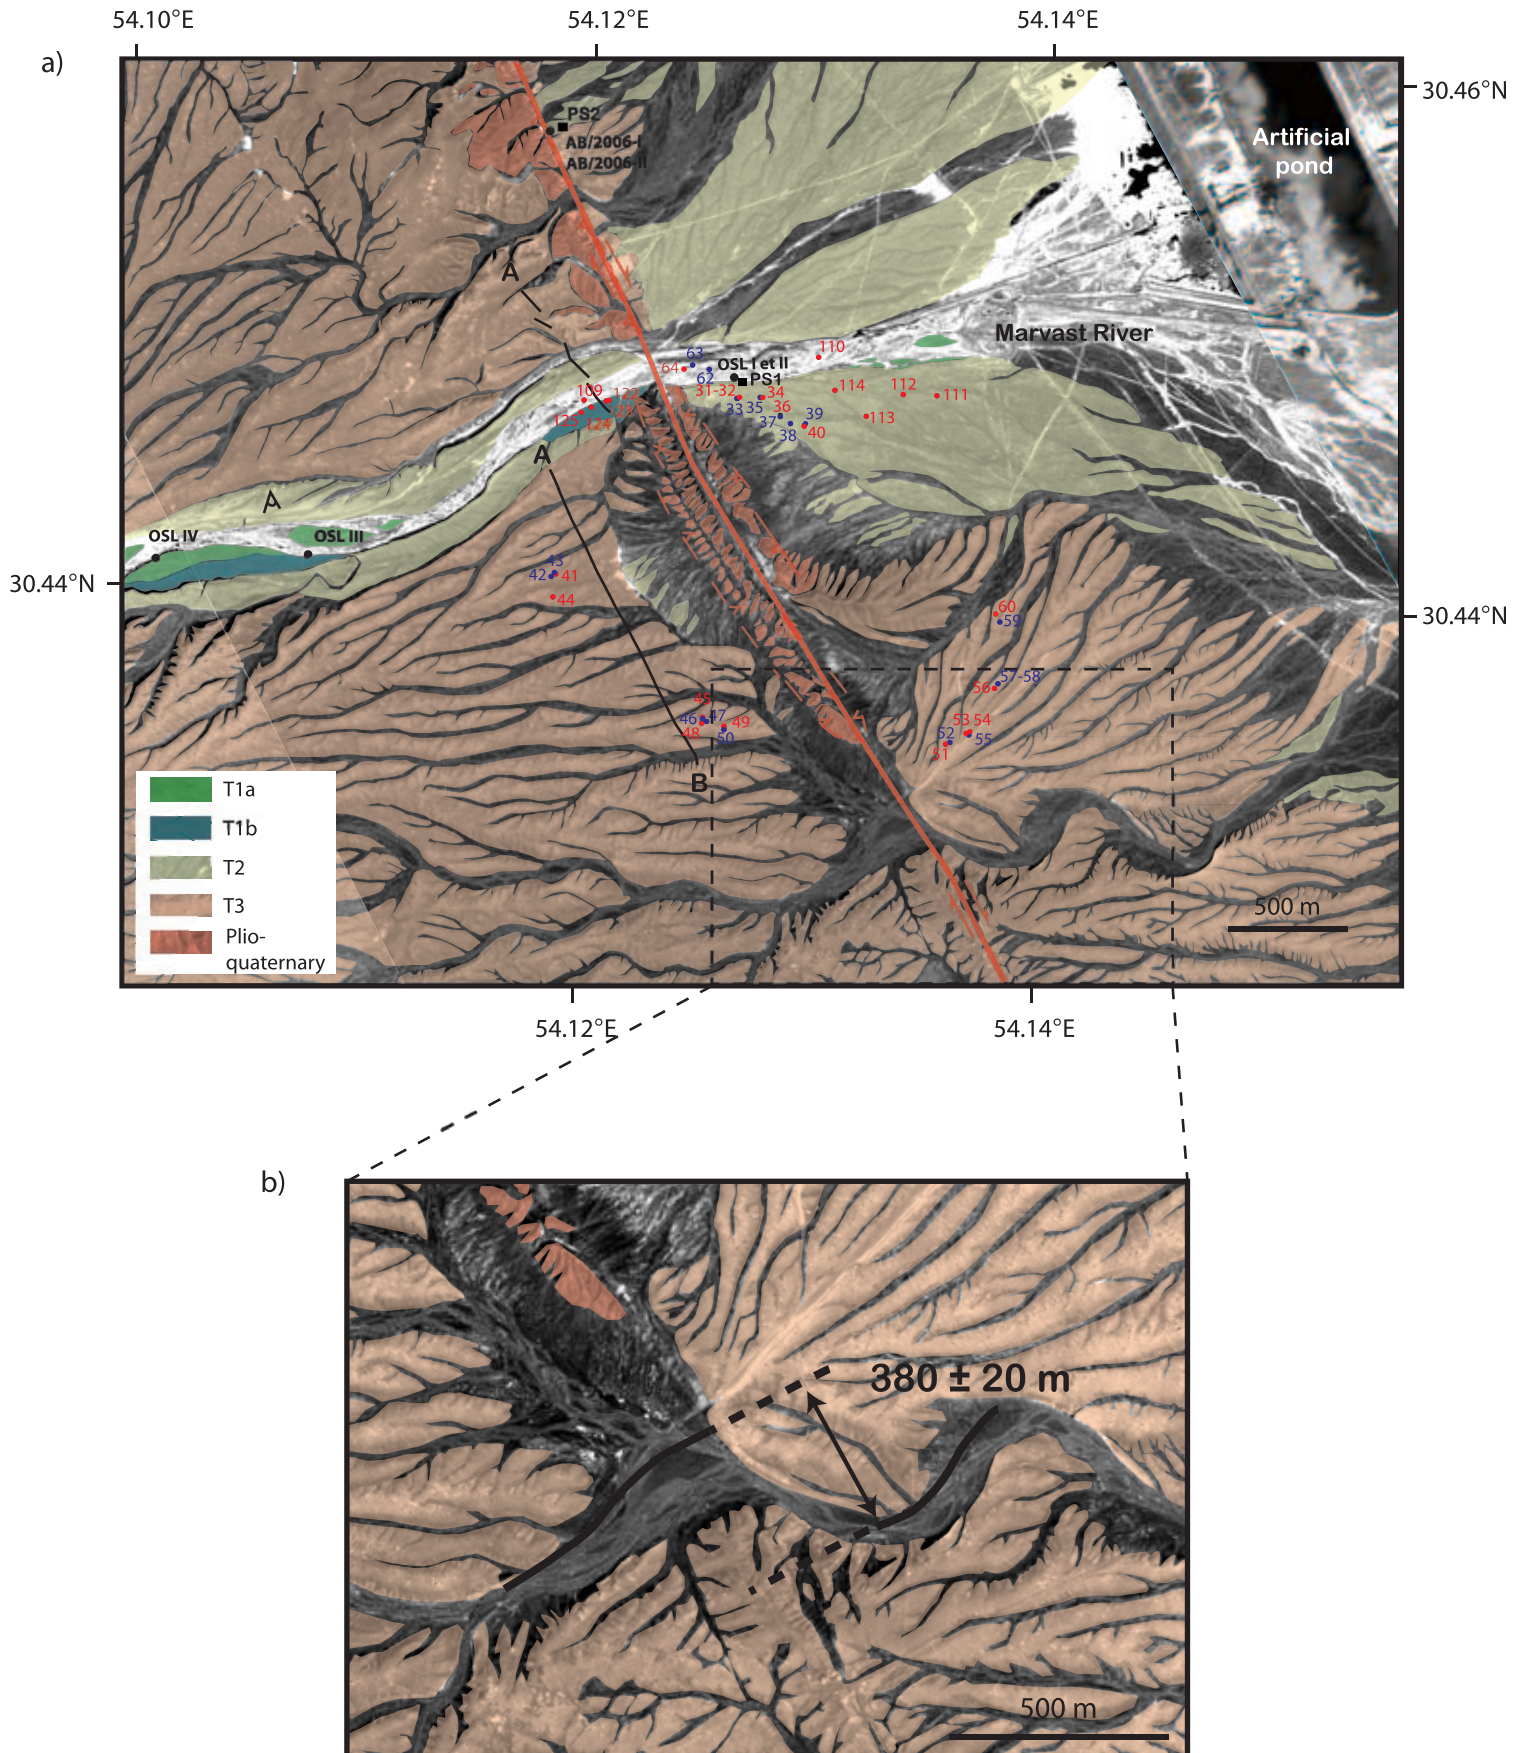 54.10°E
54.12°E
54.14°E
a)
30.46°N
Artificial
pond
PS2
AB/2006-I
AB/2006-II
A
Marvast River
63
64
62
OSL I et II
PS1
110
109
122
31-32
34
114
112
111
33
35
36
123
125
124
37
38
39
40
113
A
A
OSL IV
OSL III
30.44°N
43
42
41
44
60
59
30.44°N
57-58
56
45
46
47
49
48
50
53
54
52
55
51
B
T1a
T1b
T2
T3
Plio-
quaternary
500 m
54.12°E
54.14°E
b)
380 ± 20 m
500 m